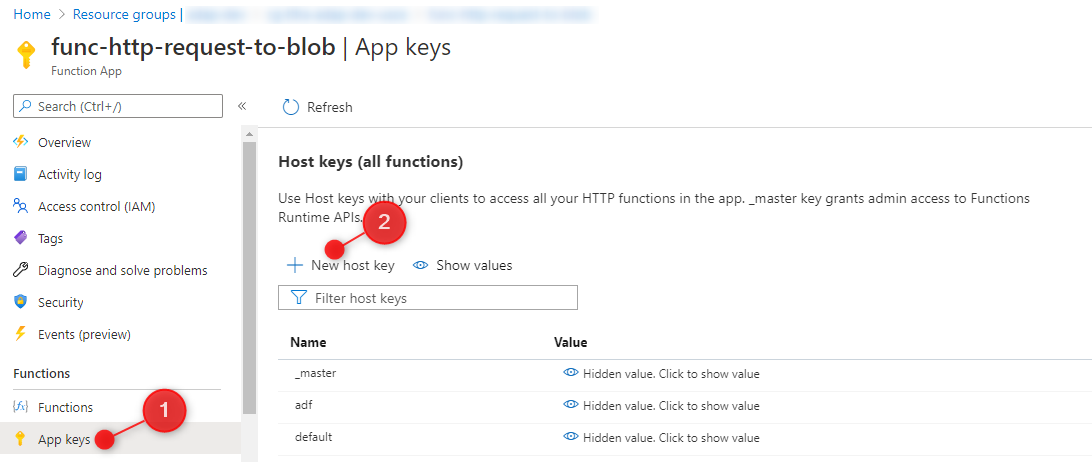 Home > Resource groups |
func-http-request-to-blob | App keys
Function App
Search (Ctrl+/)
«
Overview
Activity log
Access control (IAM)
Tags
Diagnose and solve problems
Security
Events (preview)
Functions
Functions
App keys
1
Refresh
Host keys (all functions)
Use Host keys with your clients to access all your HTTP functions in the app. _master key grants admin access to Functions
Runtime APIs.
2
New host key
Show values
Filter host keys
Name Value
_master Hidden value. Click to show value
adf Hidden value. Click to show value
default Hidden value. Click to show value